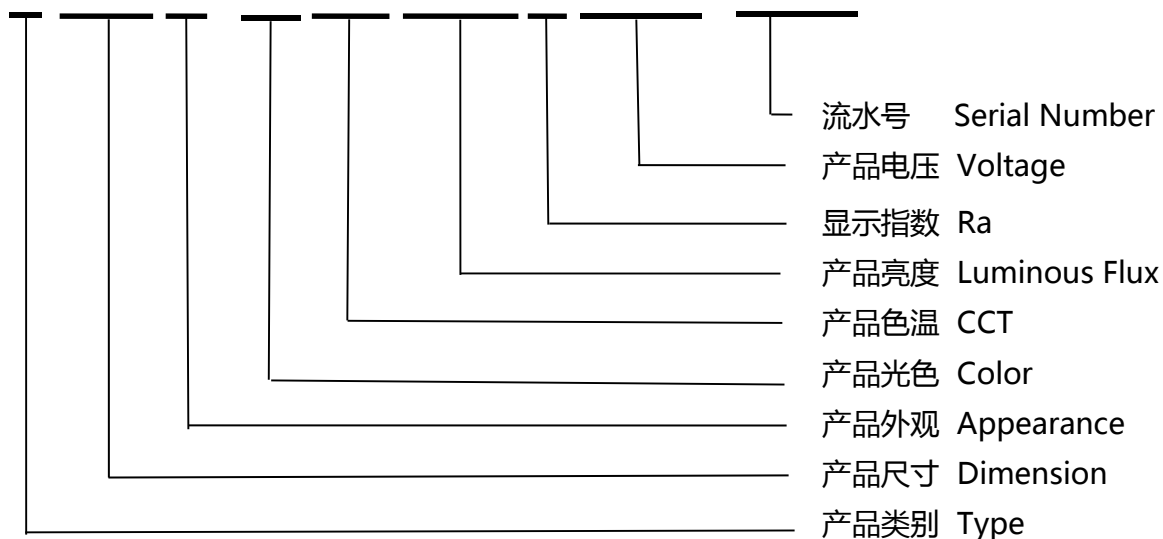 流水号 Serial Number
产品电压 Voltage
显示指数 Ra
产品亮度 Luminous Flux
产品色温 CCT
产品光色 Color
产品外观 Appearance
产品尺寸 Dimension
产品类别 Type